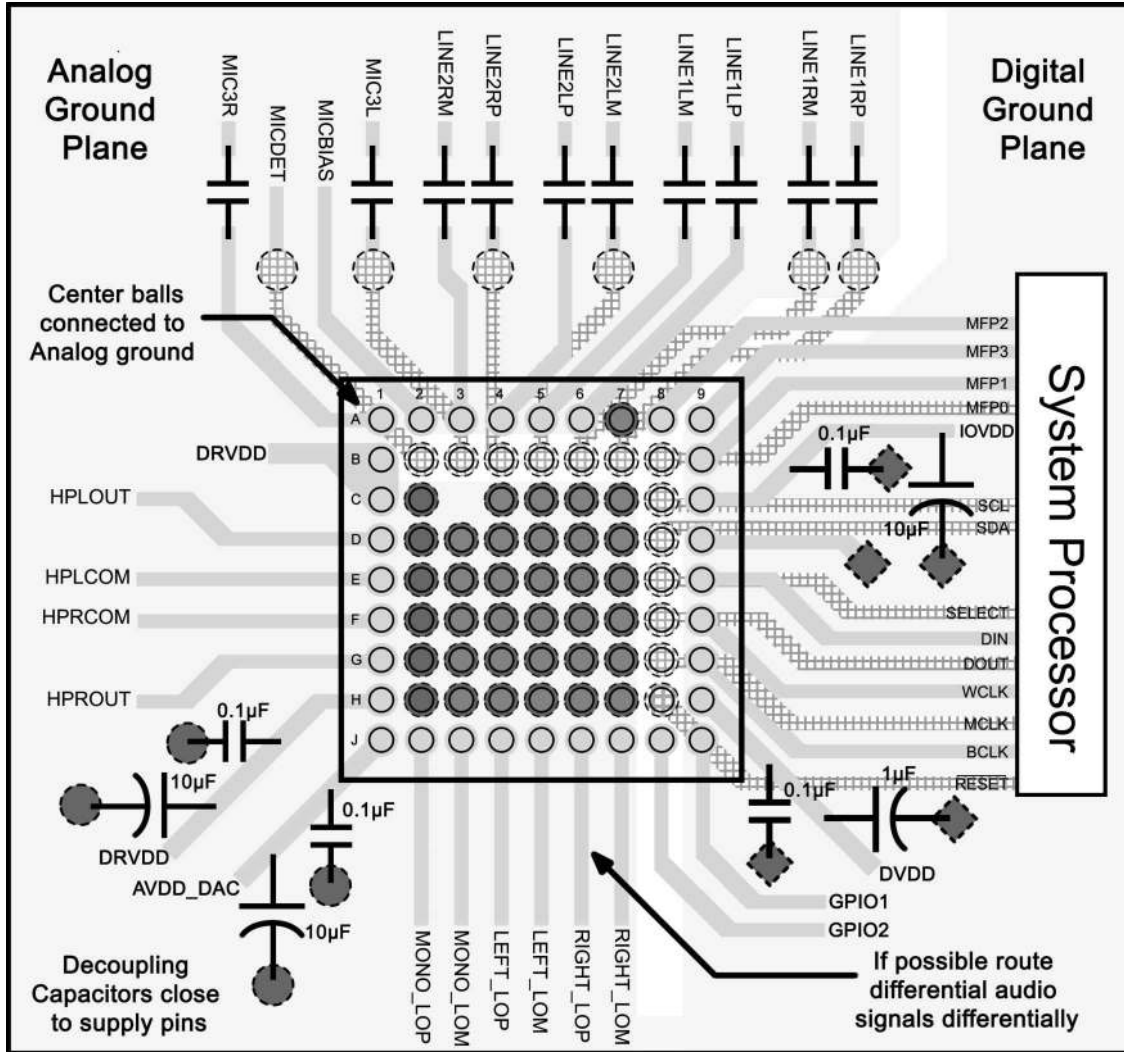 Analog
Ground
Plane
MIC3R
MICDET
MICBIAS
MIC3L
LINE2RM
LINE2RP
LINE2LP
LINE2LM
LINE1LM
LINE1LP
LINE1RM
LINE1RP
Digital
Ground
Plane
Center balls
connected to
Analog ground
MFP2
MFP3
MFP1
MFP0
IOVDD
SCL
SDA
SELECT
DIN
DOUT
WCLK
MCLK
BCLK
RESET
System Processor
0.1µF
10µF
1 2 3 4 5 6 7 8 9
A
B
C
D
E
F
G
H
J
DRVDD
HPLOUT
HPLCOM
HPRCOM
HPROUT
0.1µF
10µF
DRVDD
AVDD_DAC
0.1µF
10µF
Decoupling
Capacitors close
to supply pins
MONO_LOP
MONO_LOM
LEFT_LOP
LEFT_LOM
RIGHT_LOP
RIGHT_LOM
0.1µF
1µF
DVDD
GPIO1
GPIO2
If possible route
differential audio
signals differentially